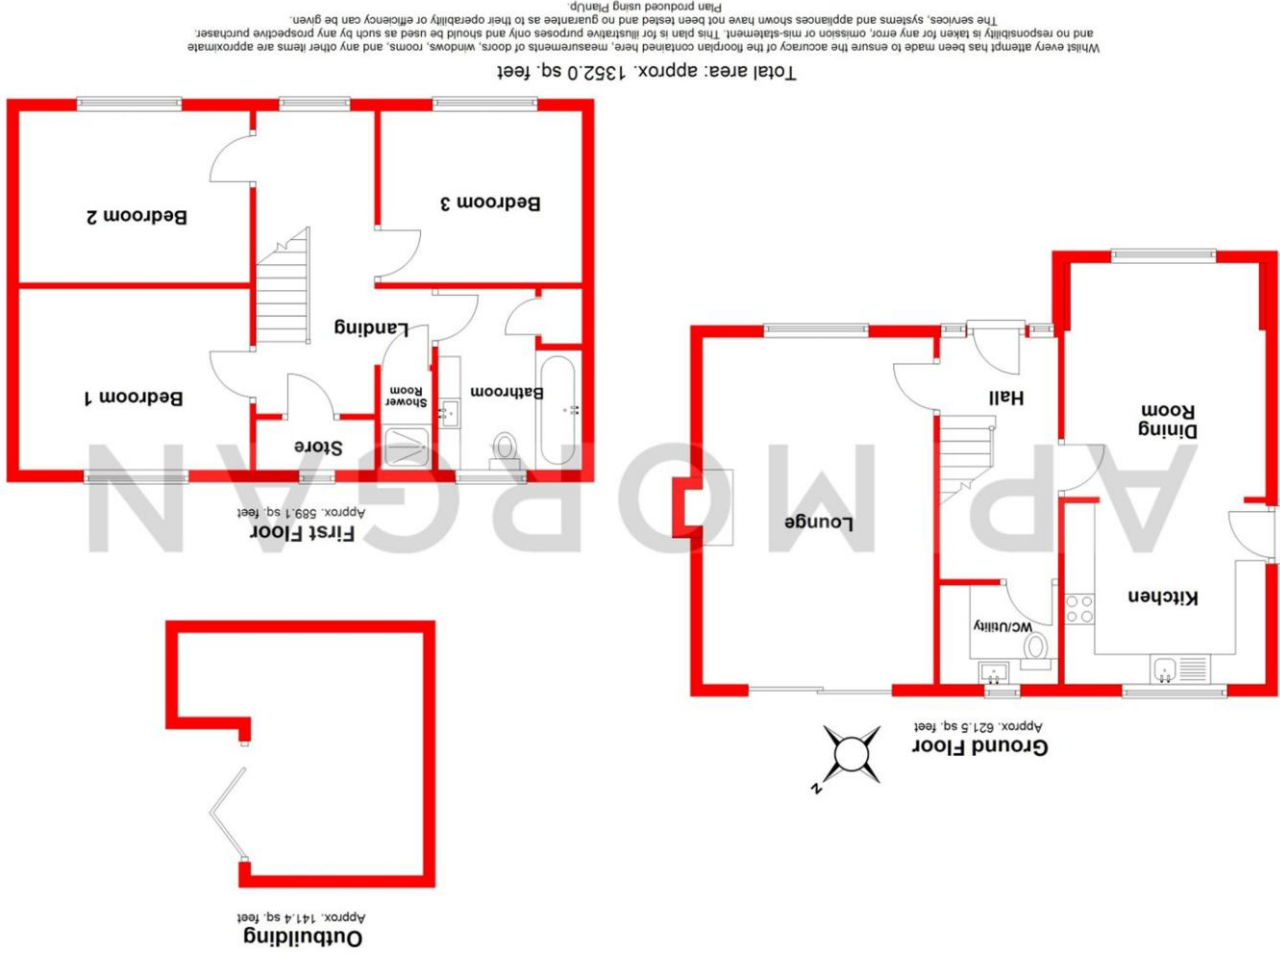 Outbuilding
Approx. 141.4 sq. feet
Ground Floor
Approx. 621.5 sq. feet
N
Kitchen
WC/Utility
Lounge
Dining
Room
Hall
First Floor
Approx. 589.1 sq. feet
Store
Bathroom
Shower
Room
Bedroom 1
Landing
Bedroom 2
Bedroom 3
AP MORGAN
Total area: approx. 1352.0 sq. feet
Whilst every attempt has been made to ensure the accuracy of the floorplan contained here, measurements of doors, windows, rooms, and any other items are approximate
and no responsibility is taken for any error, omission or mis-statement. This plan is for illustrative purposes only and should be used as such by any prospective purchaser.
The services, systems and appliances shown have not been tested and no guarantee as to their operability or efficiency can be given.
Plan produced using PlanUp.